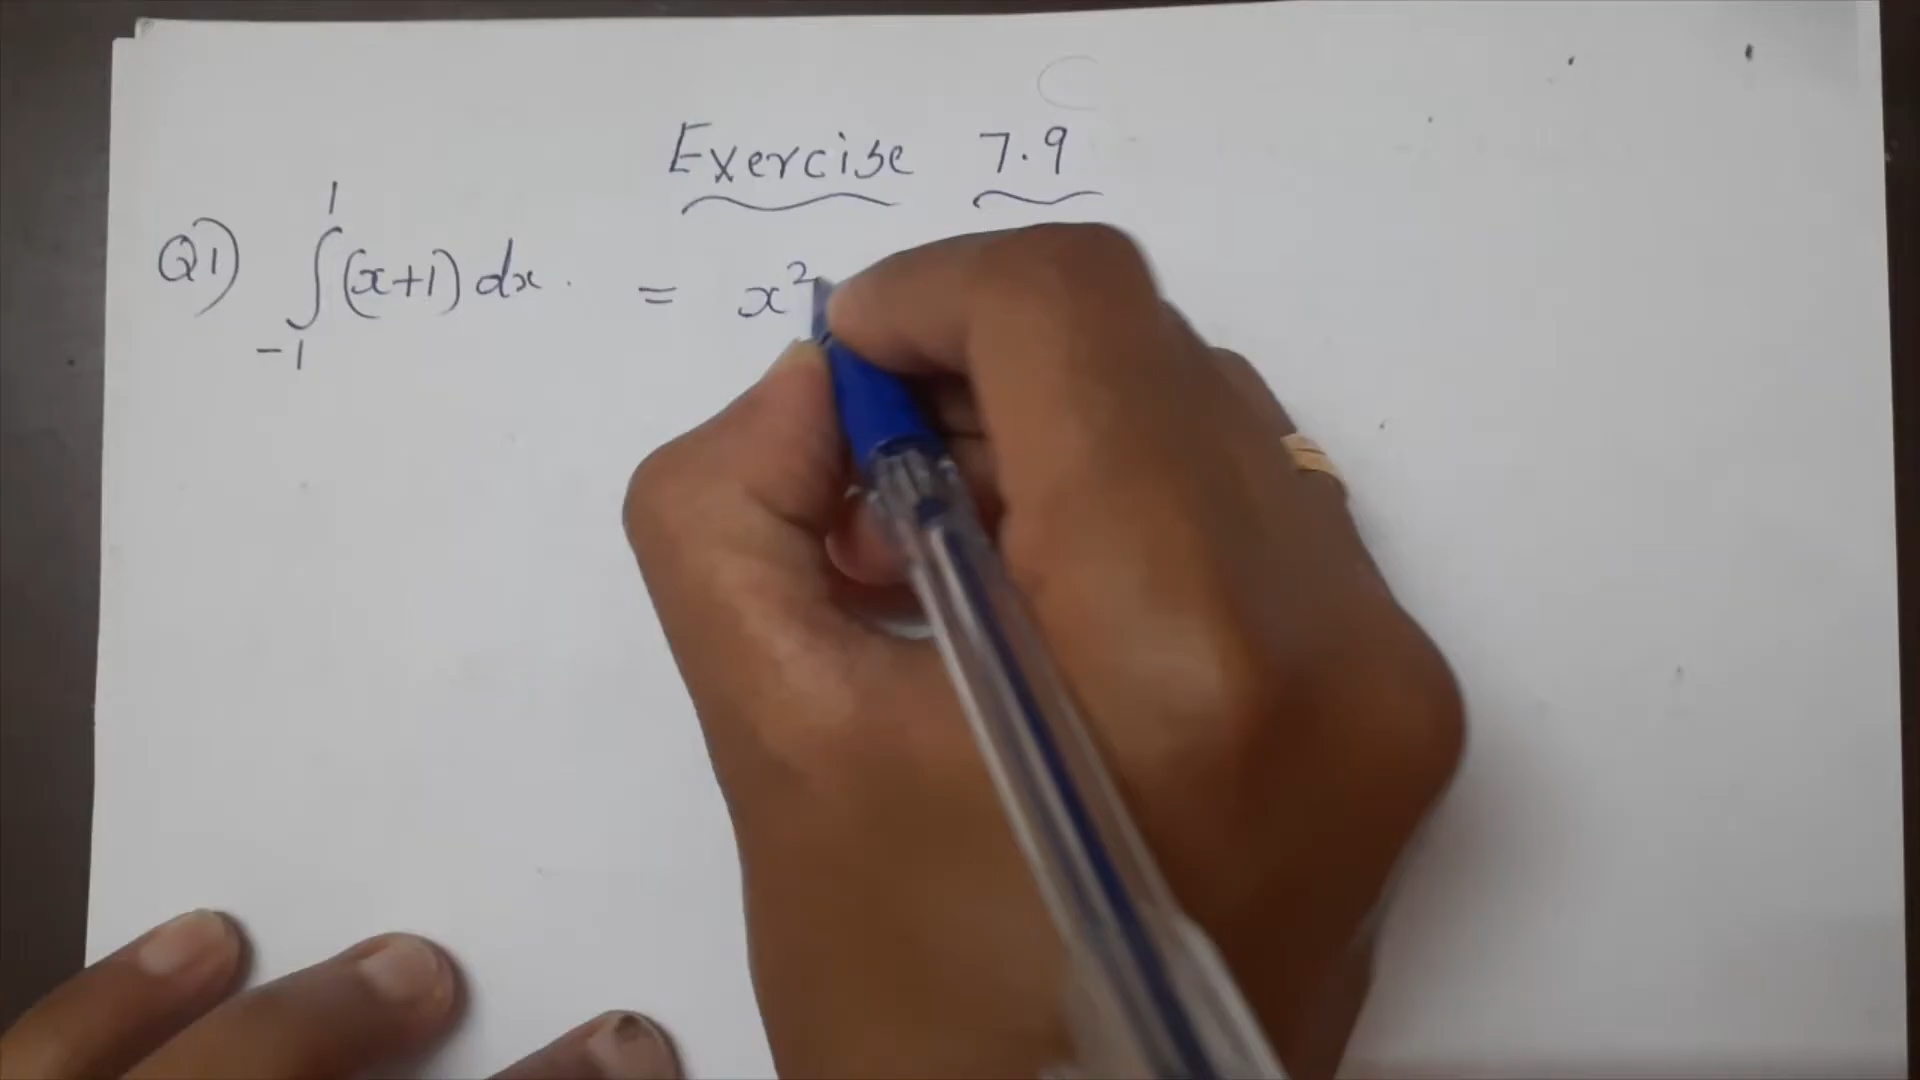 Exercise 7.9
Q1) ∫₋₁¹ (x+1) dx. = x²